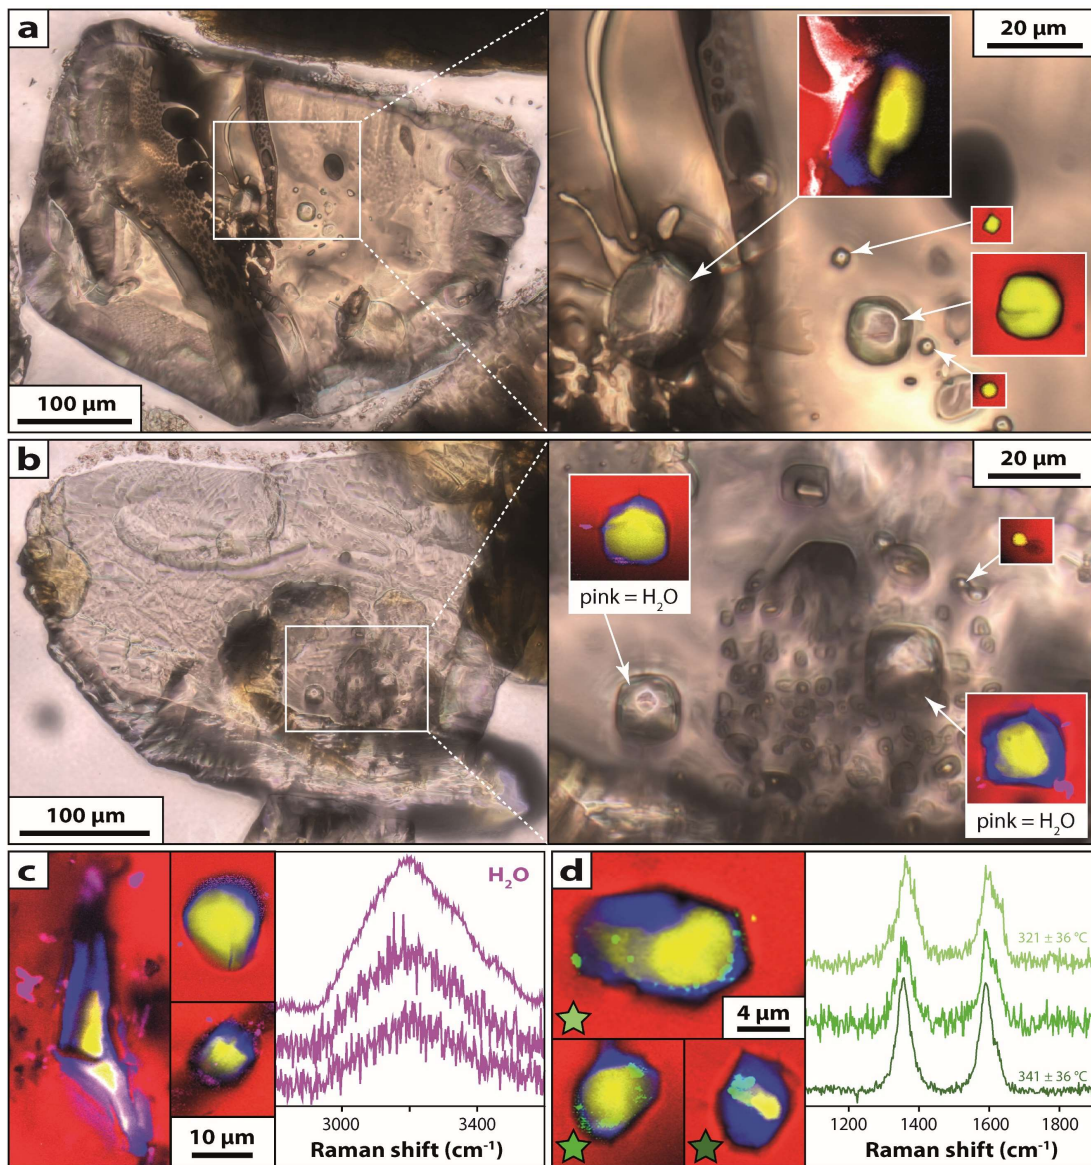 a
20 µm
100 µm
b
20 µm
pink = H₂O
100 µm
pink = H₂O
c
H₂O
10 µm
3000
3200
3400
Raman shift (cm⁻¹)
d
4 µm
321 ± 36 °C
341 ± 36 °C
1200
1400
1600
1800
Raman shift (cm⁻¹)